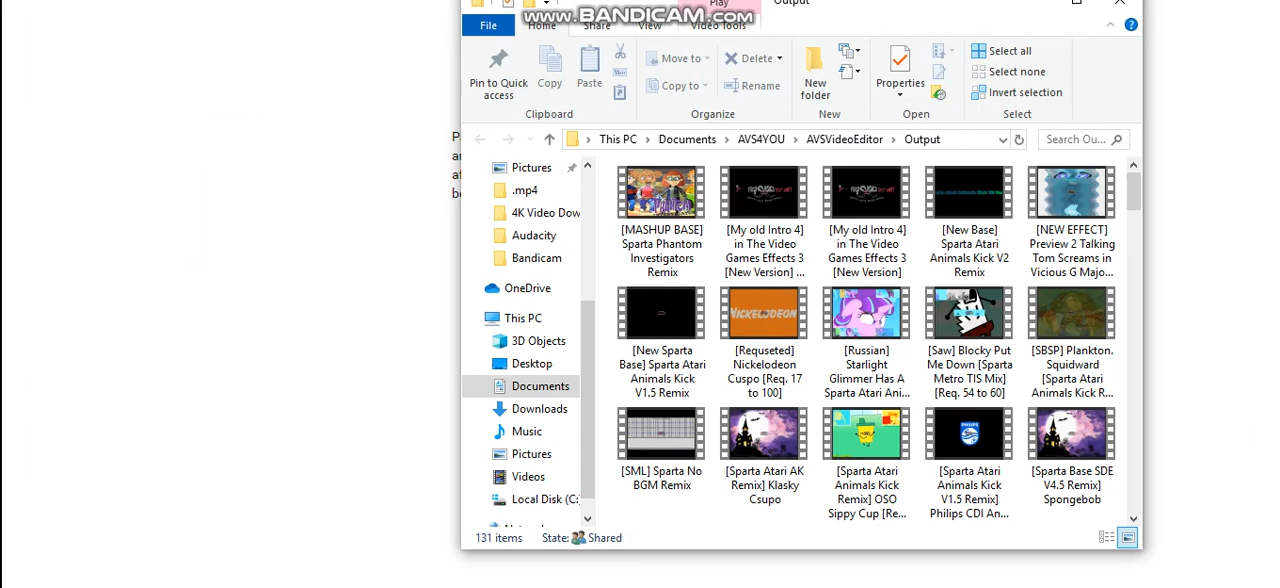 Play
Output
www.BANDICAM.com
File
Home
Share
View
Video Tools
Pin to Quick
access
Copy
Paste
Move to
Copy to
Delete
Rename
New
folder
Properties
Select all
Select none
Invert selection
Clipboard
Organize
New
Open
Select
This PC
Documents
AVS4YOU
AVSVideoEditor
Output
Search Ou...
Pictures
.mp4
4K Video Dow
Audacity
Bandicam
OneDrive
This PC
3D Objects
Desktop
Documents
Downloads
Music
Pictures
Videos
Local Disk (C:
[MASHUP BASE]
Sparta Phantom
Investigators
Remix
[My old Intro 4]
in The Video
Games Effects 3
[New Version] ...
[My old Intro 4]
in The Video
Games Effects 3
[New Version]
[New Base]
Sparta Atari
Animals Kick V2
Remix
[NEW EFFECT]
Preview 2 Talking
Tom Screams in
Vicious G Majo...
[New Sparta
Base] Sparta Atari
Animals Kick
V1.5 Remix
NICKELODEON
[Requseted]
Nickelodeon
Cuspo [Req. 17
to 100]
[Russian]
Starlight
Glimmer Has A
Sparta Atari Ani...
[Saw] Blocky Put
Me Down [Sparta
Metro TIS Mix]
[Req. 54 to 60]
[SBSP] Plankton.
Squidward
[Sparta Atari
Animals Kick R...
[SML] Sparta No
BGM Remix
[Sparta Atari AK
Remix] Klasky
Csupo
[Sparta Atari
Animals Kick
Remix] OSO
Sippy Cup [Re...
PHILIPS
[Sparta Atari
Animals Kick
V1.5 Remix]
Philips CDI An...
[Sparta Base SDE
V4.5 Remix]
Spongebob
131 items
State:
Shared